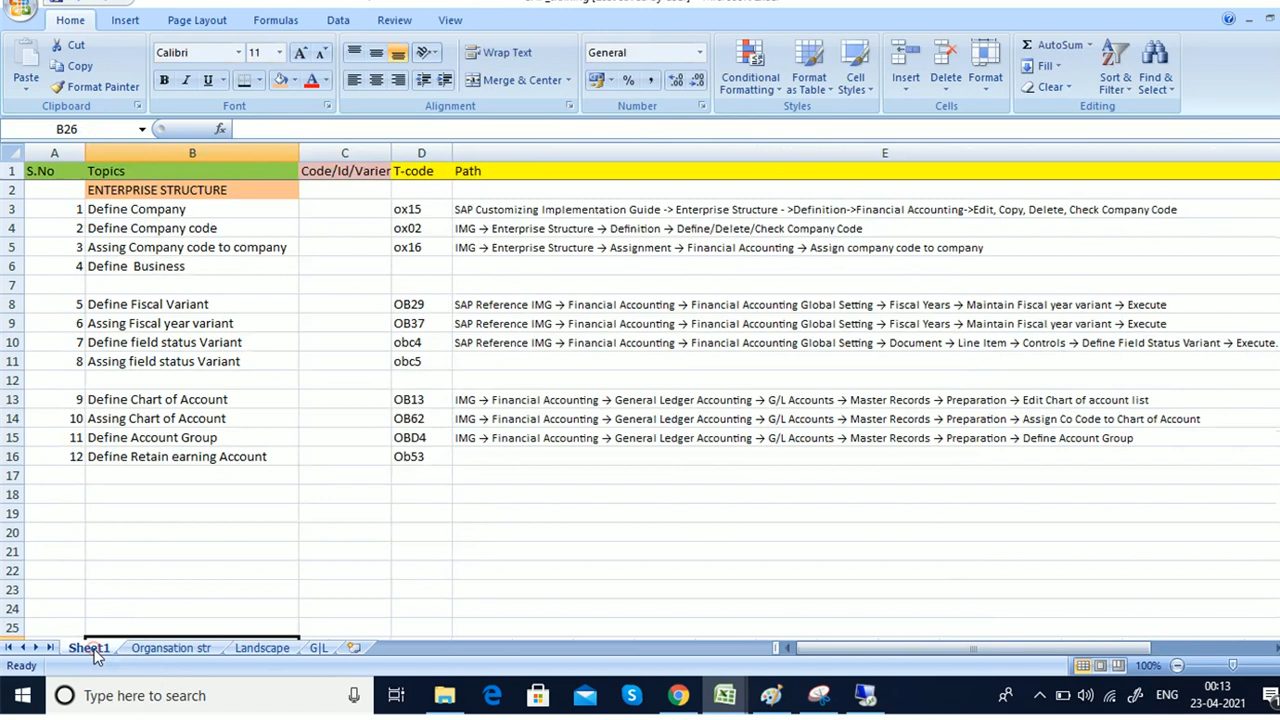 Home Insert Page Layout Formulas Data Review View
Cut
Copy
Format Painter
Paste
Clipboard
Calibri 11
B I U
Font
Wrap Text
Merge & Center
Alignment
General
Number
Conditional Formatting
Format as Table
Cell Styles
Styles
Insert Delete Format
Cells
AutoSum
Fill
Clear
Sort & Filter
Find & Select
Editing
B26 fx
A B C D E
1 S.No Topics Code/Id/Varier T-code Path
2 ENTERPRISE STRUCTURE
3 1 Define Company ox15 SAP Customizing Implementation Guide -> Enterprise Structure - ->Definition->Financial Accounting->Edit, Copy, Delete, Check Company Code
4 2 Define Company code ox02 IMG → Enterprise Structure → Definition → Define/Delete/Check Company Code
5 3 Assing Company code to company ox16 IMG → Enterprise Structure → Assignment → Financial Accounting → Assign company code to company
6 4 Define Business
7
8 5 Define Fiscal Variant OB29 SAP Reference IMG → Financial Accounting → Financial Accounting Global Setting → Fiscal Years → Maintain Fiscal year variant → Execute
9 6 Assing Fiscal year variant OB37 SAP Reference IMG → Financial Accounting → Financial Accounting Global Setting → Fiscal Years → Maintain Fiscal year variant → Execute
10 7 Define field status Variant obc4 SAP Reference IMG → Financial Accounting → Financial Accounting Global Setting → Document → Line Item → Controls → Define Field Status Variant → Execute.
11 8 Assing field status Variant obc5
12
13 9 Define Chart of Account OB13 IMG → Financial Accounting → General Ledger Accounting → G/L Accounts → Master Records → Preparation → Edit Chart of account list
14 10 Assing Chart of Account OB62 IMG → Financial Accounting → General Ledger Accounting → G/L Accounts → Master Records → Preparation → Assign Co Code to Chart of Account
15 11 Define Account Group OBD4 IMG → Financial Accounting → General Ledger Accounting → G/L Accounts → Master Records → Preparation → Define Account Group
16 12 Define Retain earning Account Ob53
17
18
19
20
21
22
23
24
25
Sheet1 Organsation str Landscape G|L
Ready 100%
Type here to search
ENG
00:13
23-04-2021